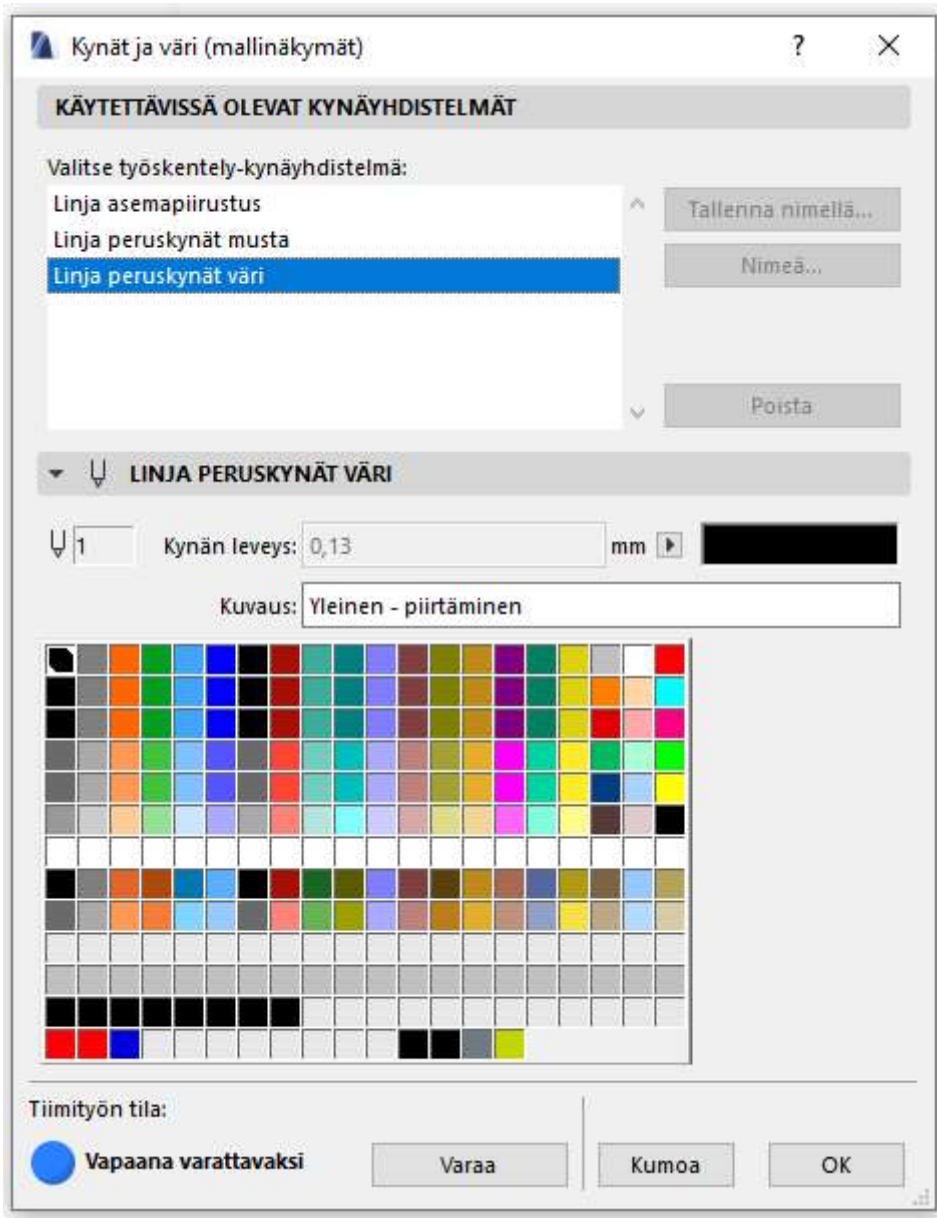 Kynät ja väri (mallinäkymät)
?
KÄYTETTÄVISSÄ OLEVAT KYNÄYHDISTELMÄT
Valitse työskentely-kynäyhdistelmä:
Linja asemapiirustus
Linja peruskynät musta
Linja peruskynät väri
Tallenna nimellä...
Nimeä...
Poista
LINJA PERUSKYNÄT VÄRI
1 Kynän leveys: 0,13 mm
Kuvaus: Yleinen - piirtäminen
Tiimityön tila:
Vapaana varattavaksi
Varaa
Kumoa
OK